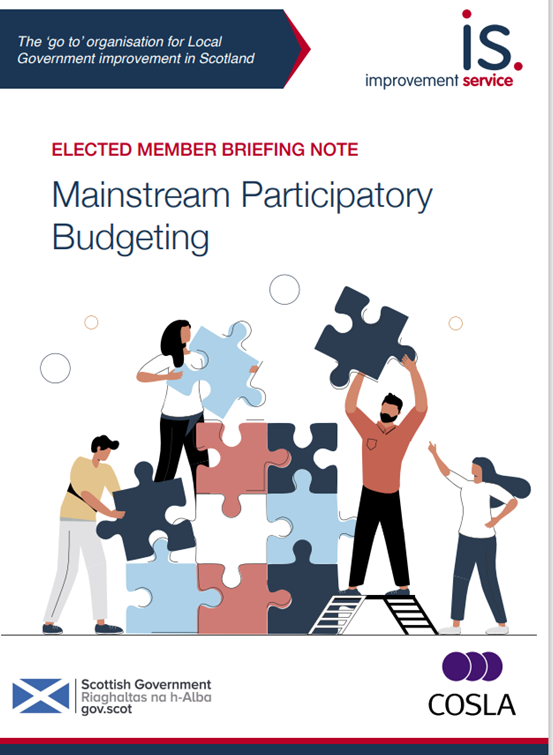 The ‘go to’ organisation for Local
Government improvement in Scotland
is.
improvement service
ELECTED MEMBER BRIEFING NOTE
Mainstream Participatory
Budgeting
Scottish Government
Riaghaltas na h-Alba
gov.scot
COSLA